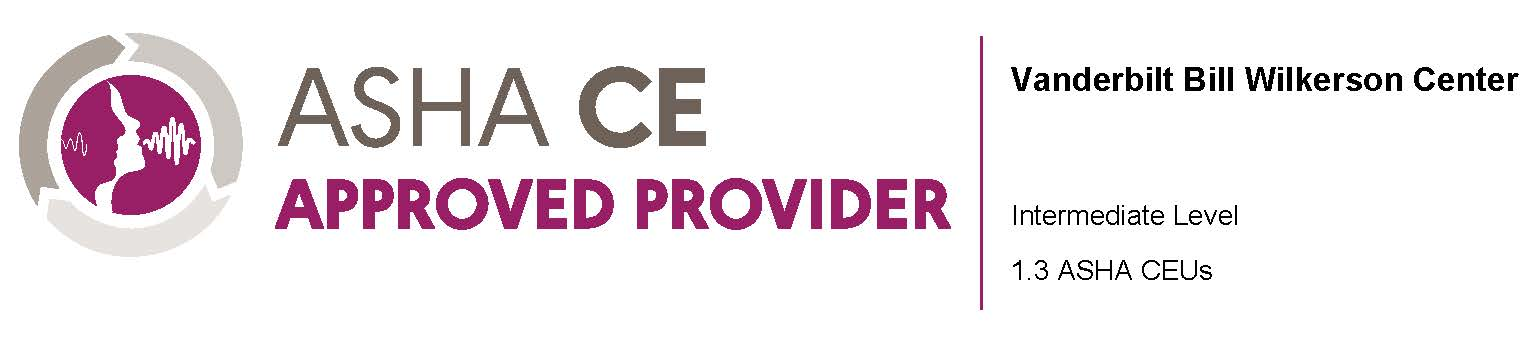 ASHA CE
APPROVED PROVIDER
Vanderbilt Bill Wilkerson Center
Intermediate Level
1.3 ASHA CEUs